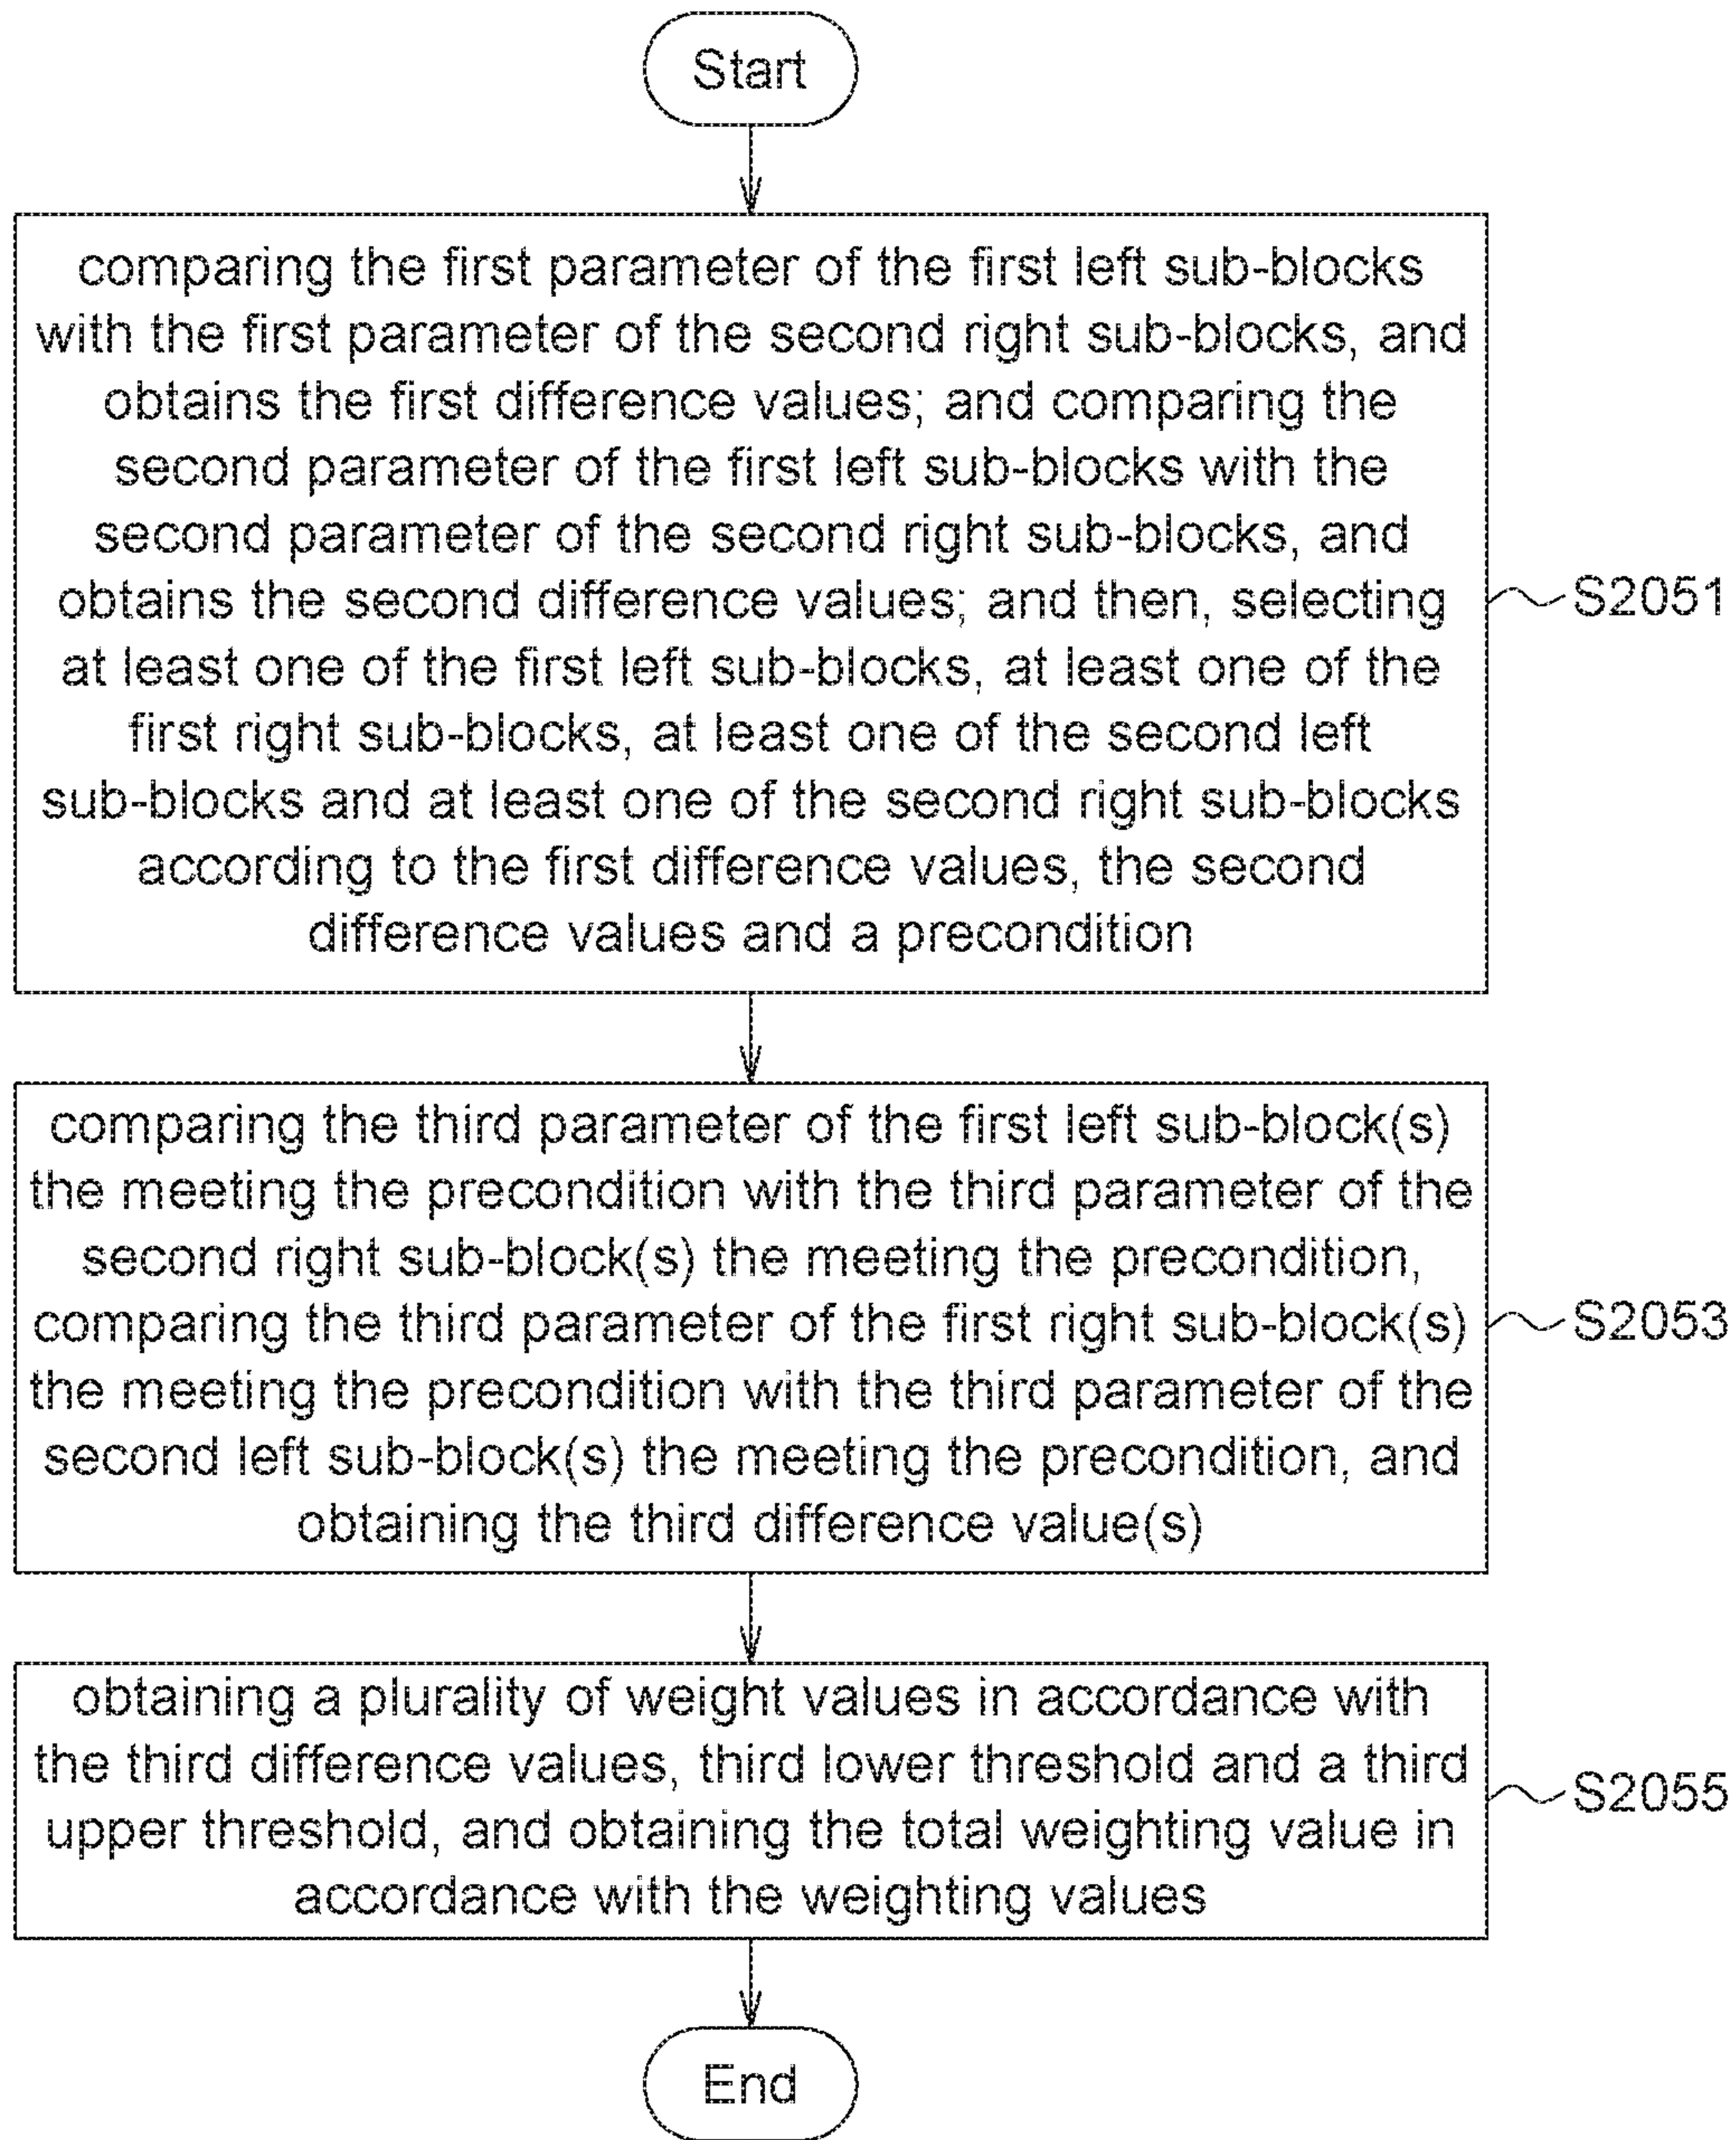 Start
comparing the first parameter of the first left sub-blocks
with the first parameter of the second right sub-blocks, and
obtains the first difference values; and comparing the
second parameter of the first left sub-blocks with the
second parameter of the second right sub-blocks, and
obtains the second difference values; and then, selecting
at least one of the first left sub-blocks, at least one of the
first right sub-blocks, at least one of the second left
sub-blocks and at least one of the second right sub-blocks
according to the first difference values, the second
difference values and a precondition
S2051
comparing the third parameter of the first left sub-block(s)
the meeting the precondition with the third parameter of the
second right sub-block(s) the meeting the precondition,
comparing the third parameter of the first right sub-block(s)
the meeting the precondition with the third parameter of the
second left sub-block(s) the meeting the precondition, and
obtaining the third difference value(s)
S2053
obtaining a plurality of weight values in accordance with
the third difference values, third lower threshold and a third
upper threshold, and obtaining the total weighting value in
accordance with the weighting values
S2055
End